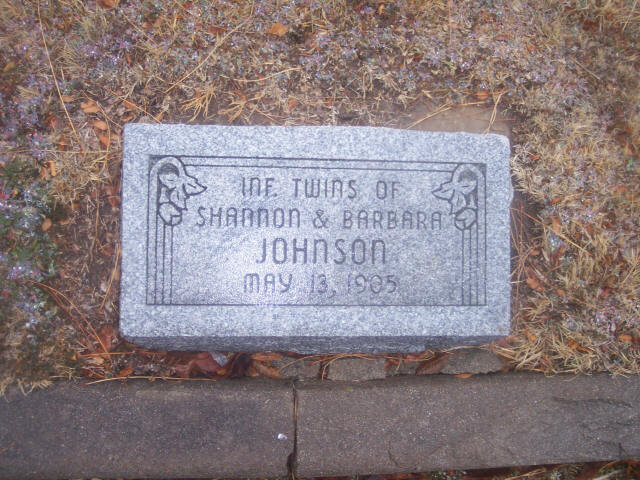 INF. TWINS OF
SHANNON & BARBARA
JOHNSON
MAY 13, 1905